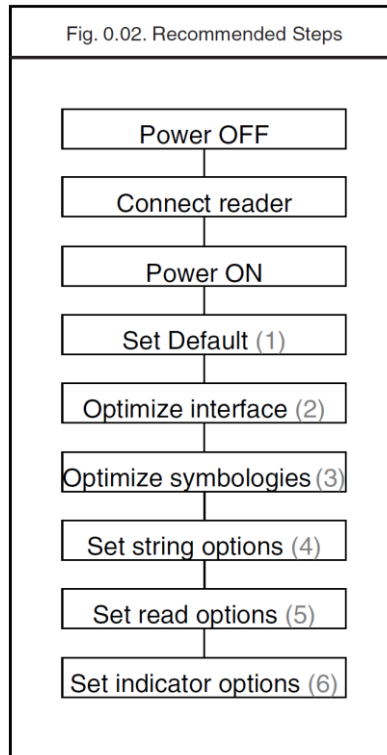 Fig. 0.02. Recommended Steps
Power OFF
Connect reader
Power ON
Set Default (1)
Optimize interface (2)
Optimize symbologies (3)
Set string options (4)
Set read options (5)
Set indicator options (6)